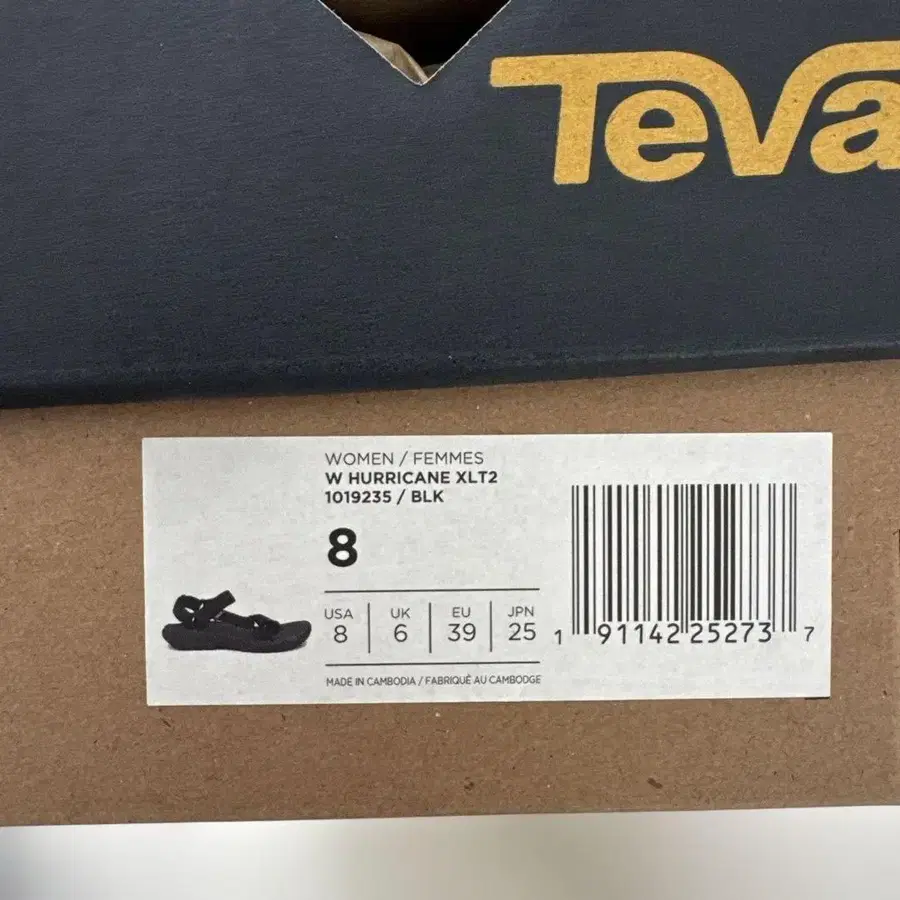 Teva
WOMEN / FEMMES
W HURRICANE XLT2
1019235 / BLK
8
USA UK EU JPN
8 6 39 25
MADE IN CAMBODIA / FABRIQUÉ AU CAMBODGE
1 91142 25273 7